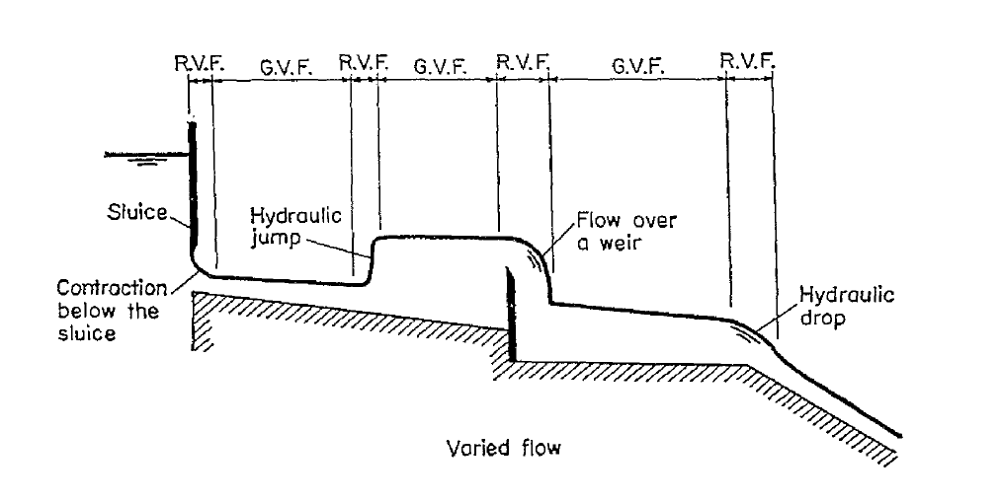 R.V.F. G.V.F. R.V.F. G.V.F. R.V.F. G.V.F. R.V.F.
Sluice
Hydraulic
jump
Flow over
a weir
Contraction
below the
sluice
Hydraulic
drop
Varied flow